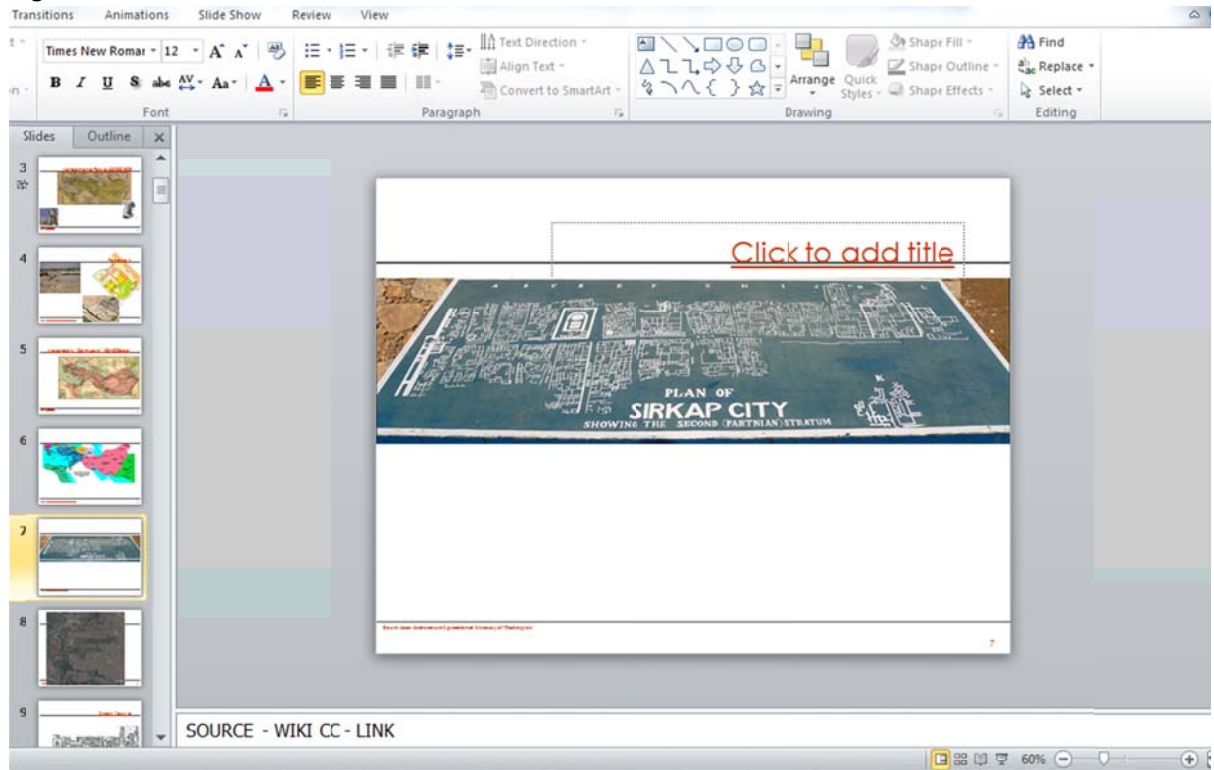 Transitions Animations Slide Show Review View
Times New Romar 12
Text Direction
Align Text
Convert to SmartArt
Arrange
Quick Styles
Shape Fill
Shape Outline
Shape Effects
Find
Replace
Select
Font Paragraph Drawing Editing
Slides Outline
3
4
5
6
7
8
9
Click to add title
A B C D E F G H I J K L
K
PLAN OF
SIRKAP CITY
SHOWING THE SECOND (PARTHIAN) STRATUM
7
SOURCE - WIKI CC - LINK
60%